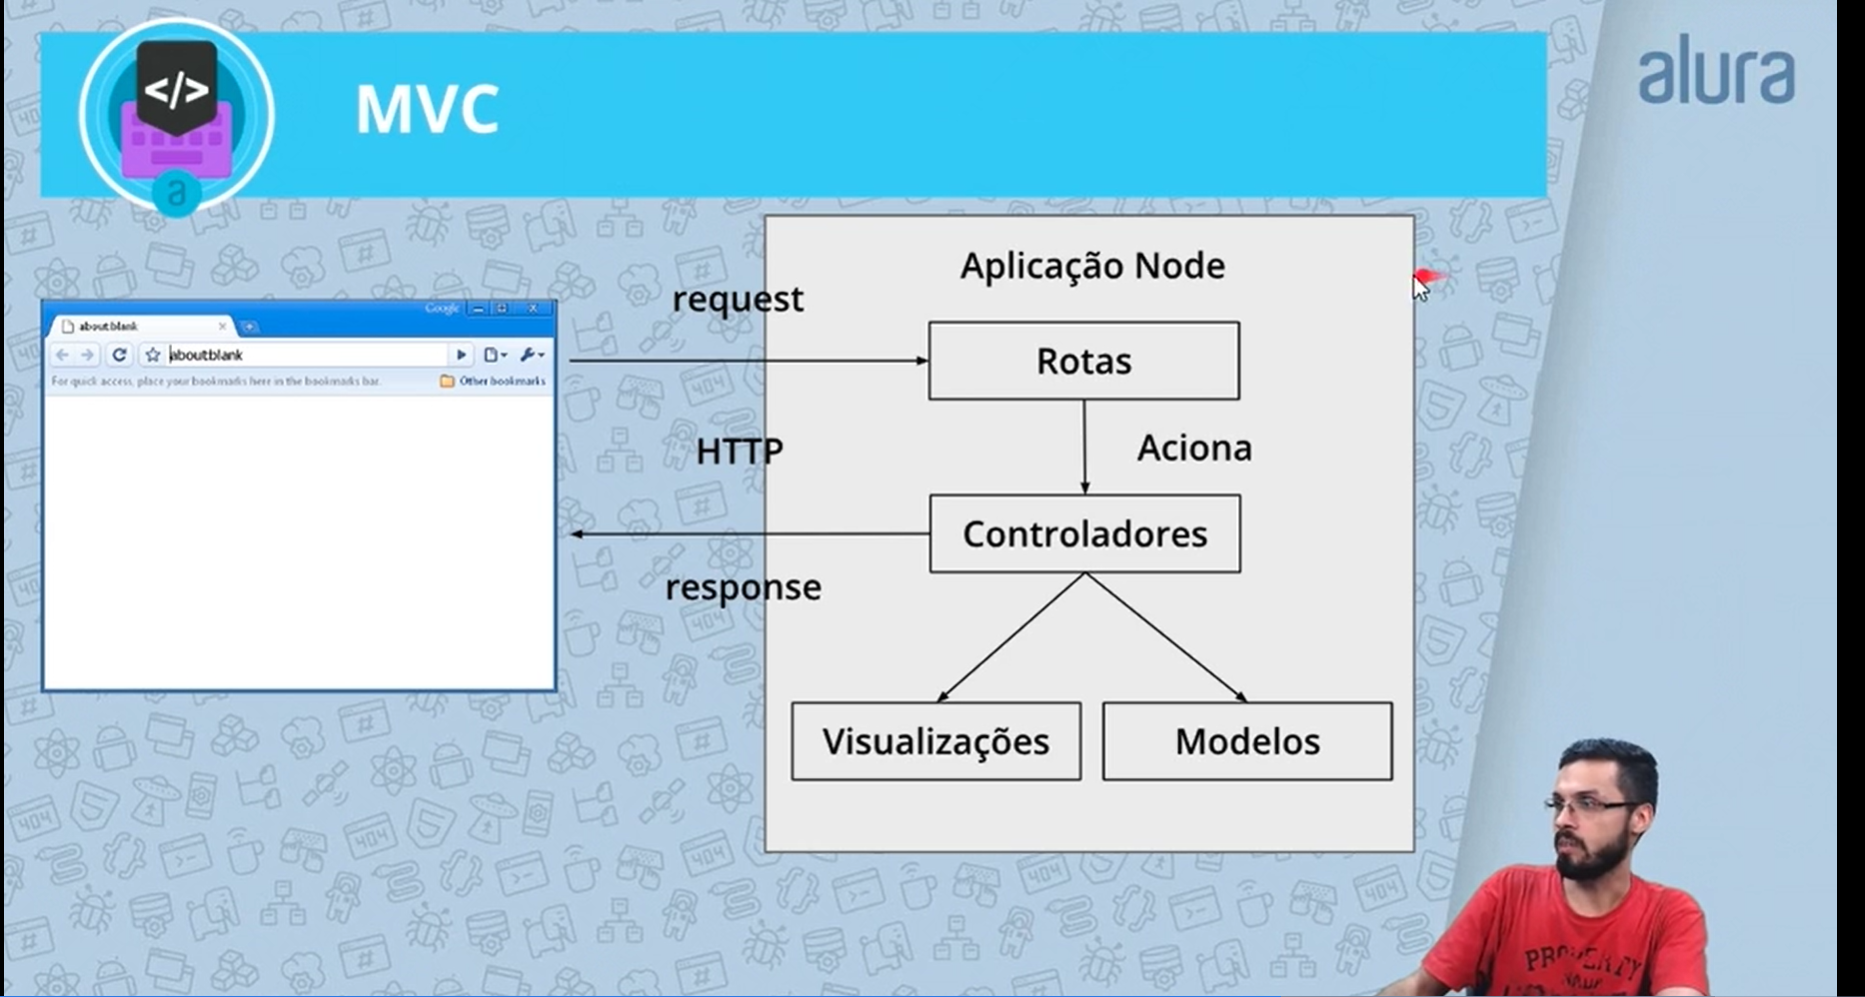 </>
a
MVC
alura
Aplicação Node
request
Google
about:blank
about:blank
For quick access, place your bookmarks here in the bookmarks bar.
Other bookmarks
Rotas
HTTP
Aciona
Controladores
response
Visualizações
Modelos
404
PROPERTY